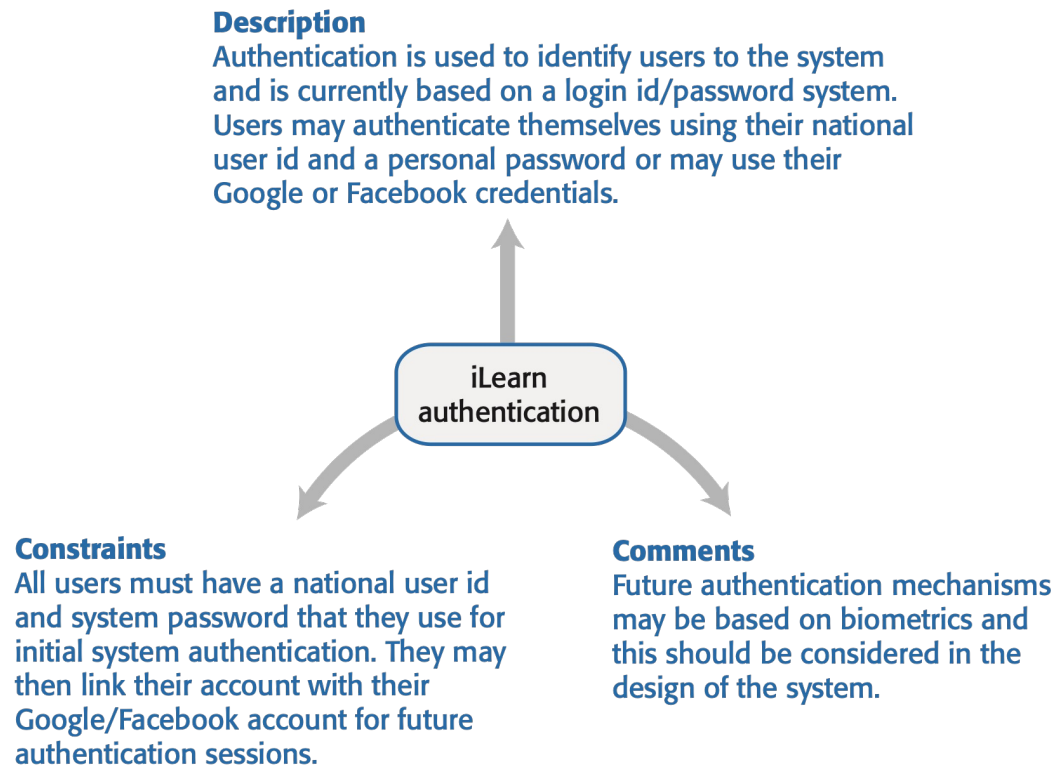 Description
Authentication is used to identify users to the system
and is currently based on a login id/password system.
Users may authenticate themselves using their national
user id and a personal password or may use their
Google or Facebook credentials.
iLearn
authentication
Constraints
All users must have a national user id
and system password that they use for
initial system authentication. They may
then link their account with their
Google/Facebook account for future
authentication sessions.
Comments
Future authentication mechanisms
may be based on biometrics and
this should be considered in the
design of the system.